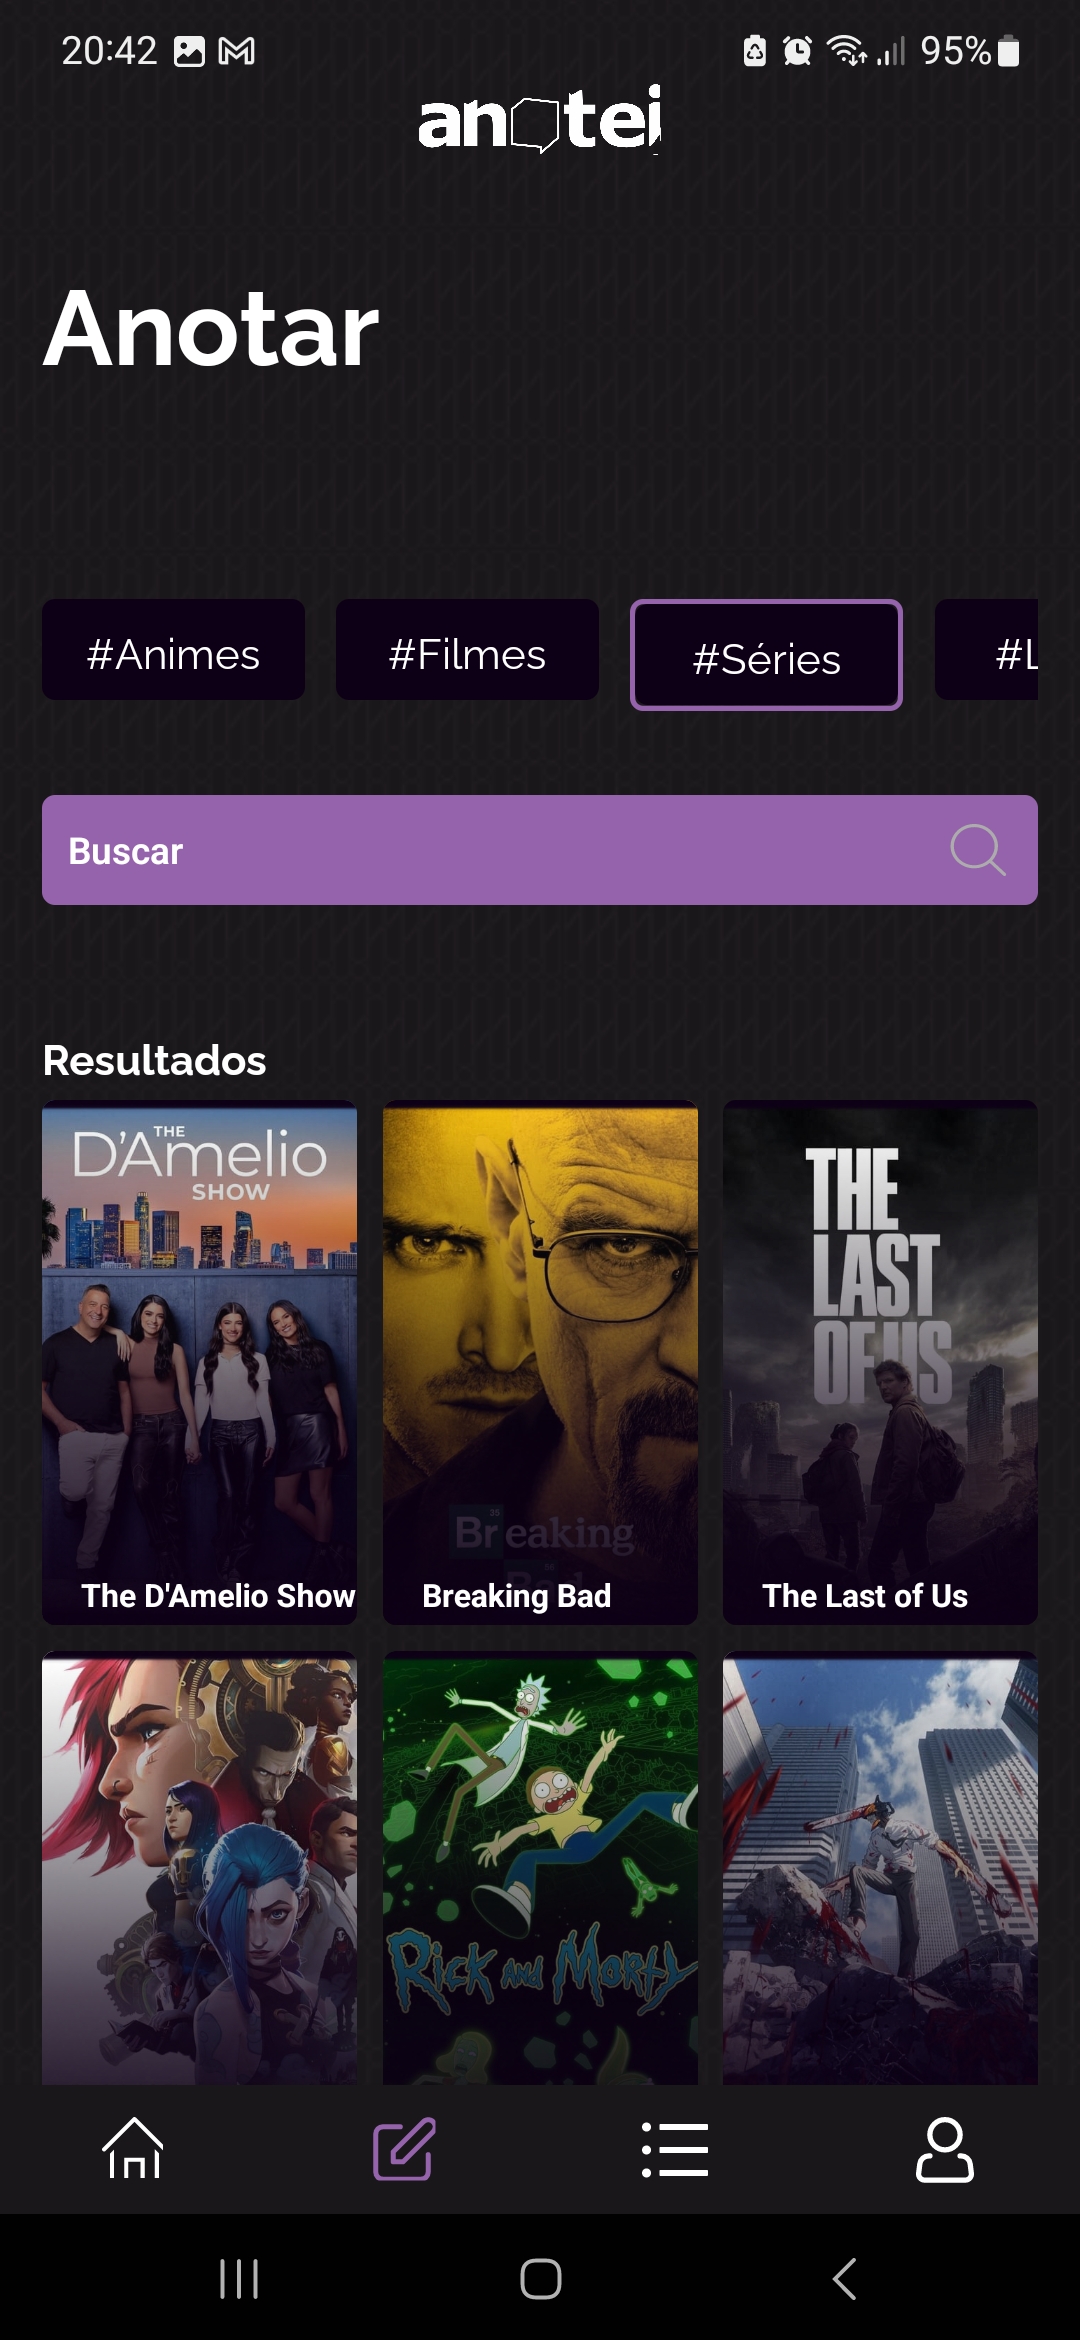 20:42
95%
anotei
Anotar
#Animes
#Filmes
#Séries
#L
Buscar
Resultados
THE
D'Amelio
SHOW
The D'Amelio Show
35
Breaking
Bad
Breaking Bad
THE
LAST
OF US
The Last of Us
Rick and Morty